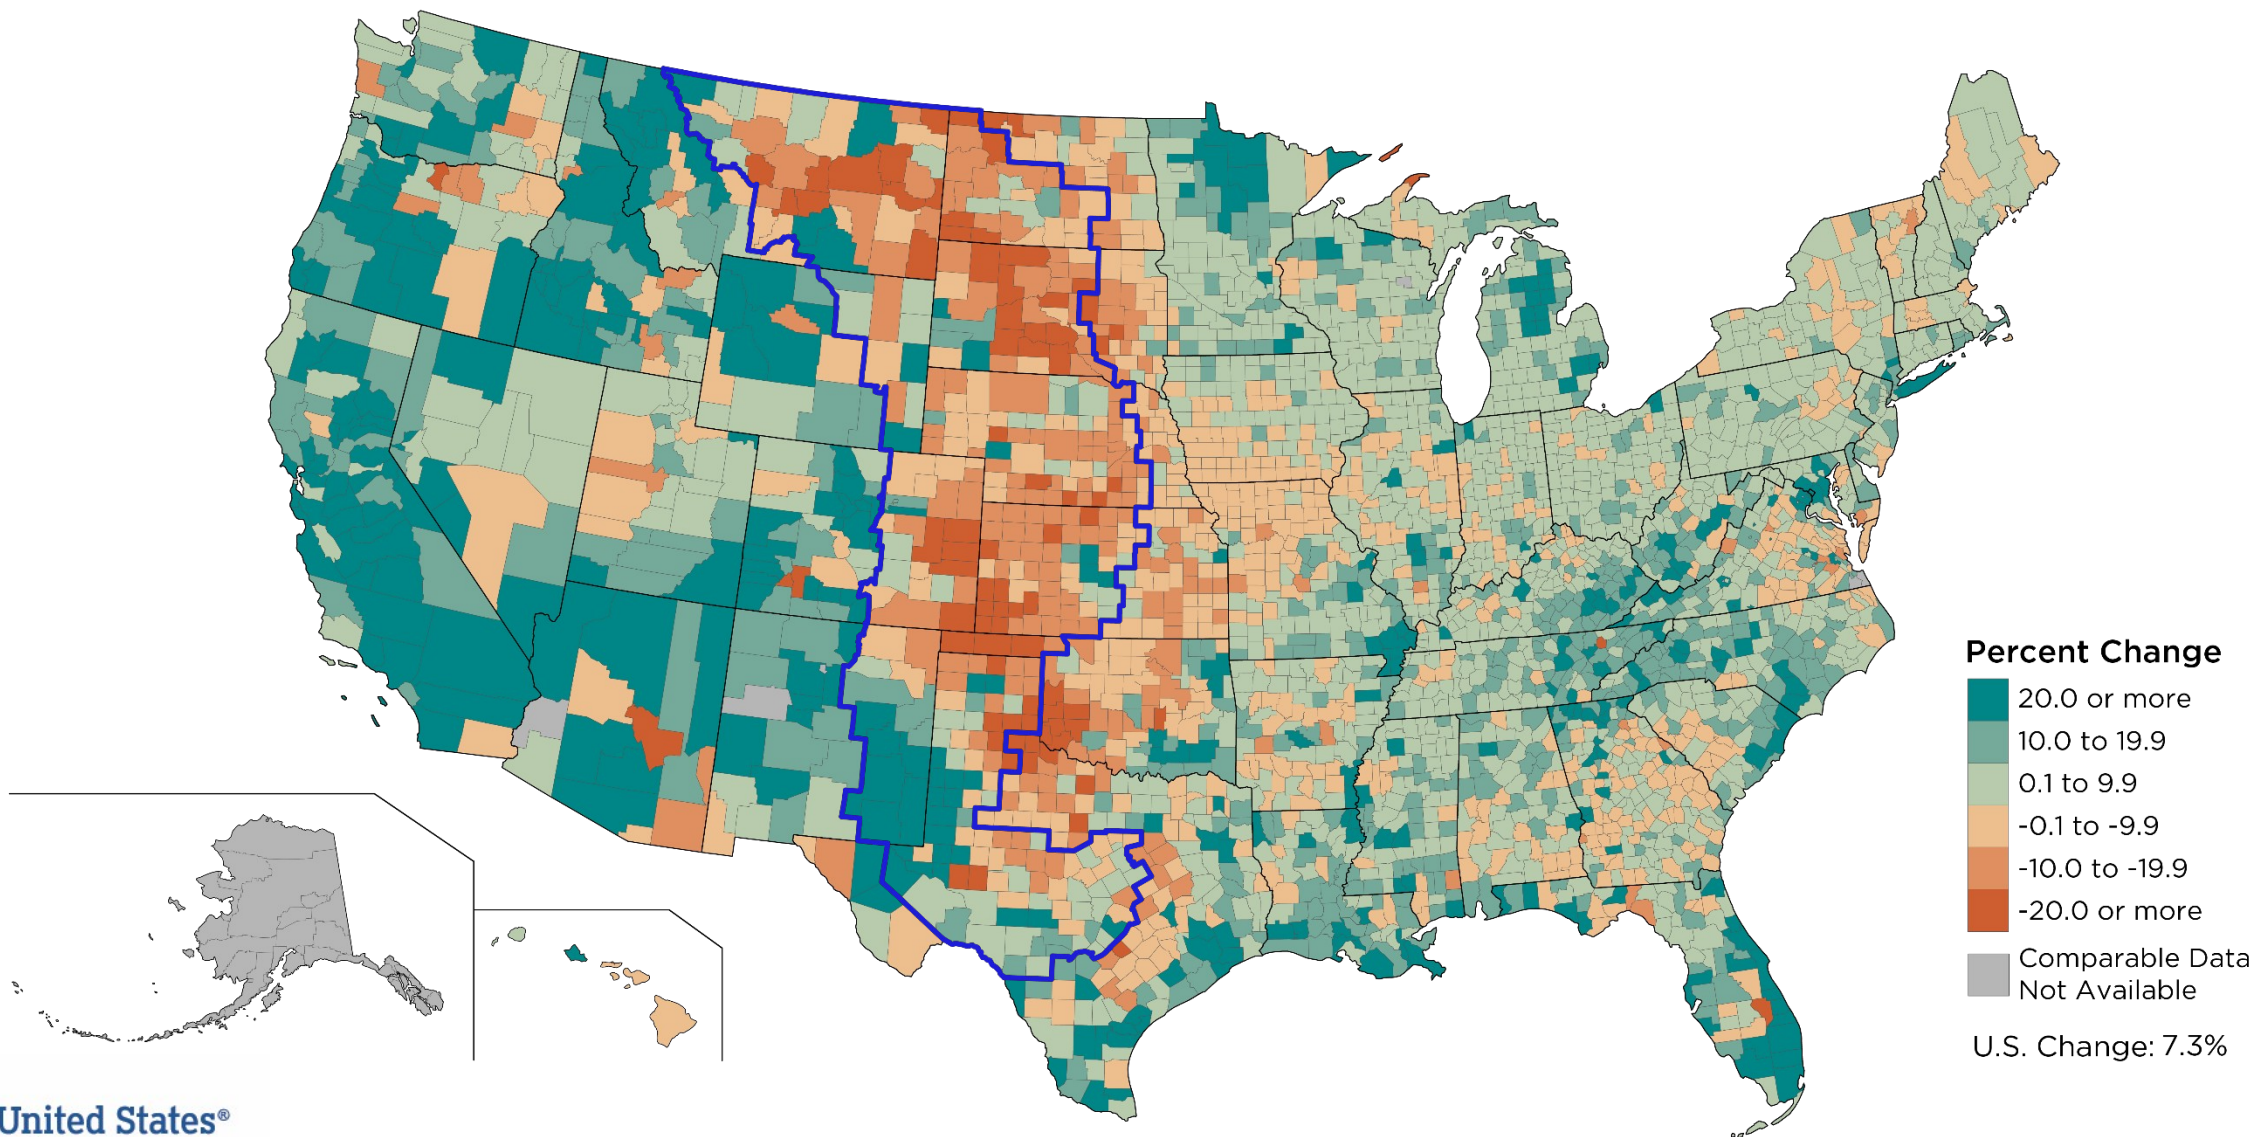 Percent Change
20.0 or more
10.0 to 19.9
0.1 to 9.9
-0.1 to -9.9
-10.0 to -19.9
-20.0 or more
Comparable Data
Not Available
U.S. Change: 7.3%
United States®